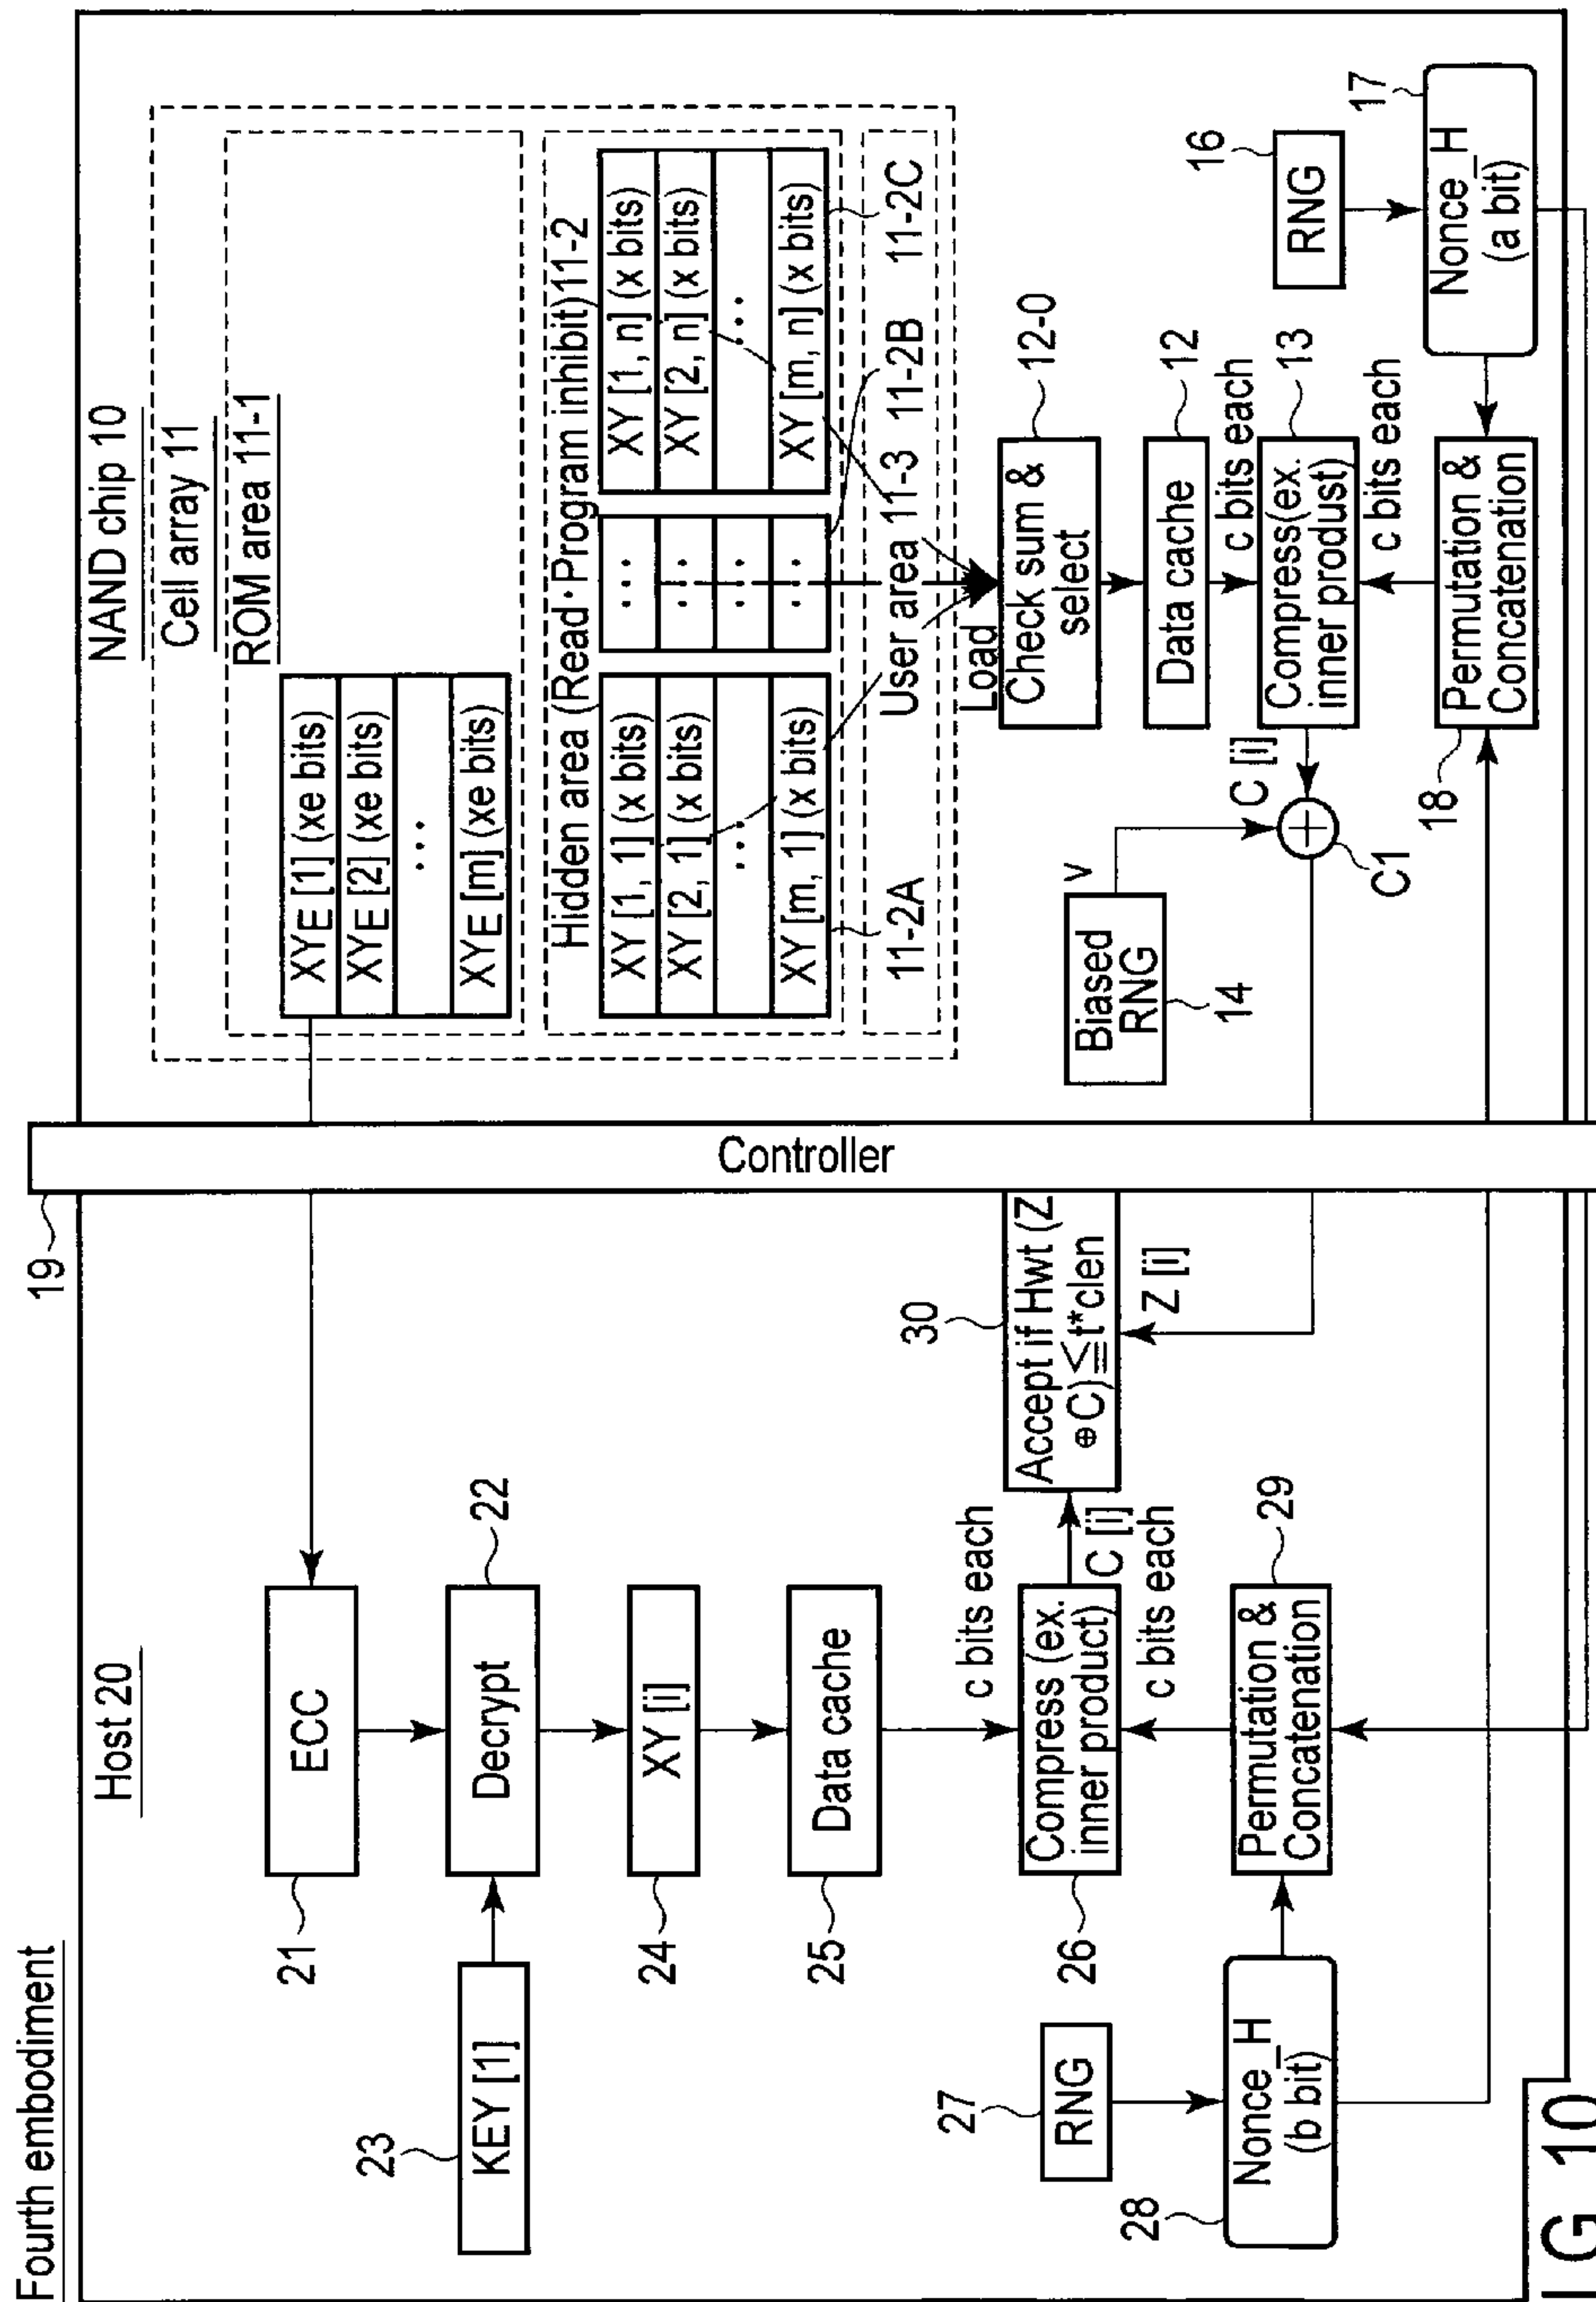 Fourth embodiment
19
Host 20
ECC
21
Decrypt
22
KEY [1]
23
XY [i]
24
Data cache
25
c bits each
Compress (ex.
inner product)
26
C [i]
c bits each
RNG
27
Nonce_H
(b bit)
28
Permutation &
Concatenation
29
30
Accept if Hwt (Z
⊕C)≦t*clen
Z [i]
Controller
NAND chip 10
Cell array 11
ROM area 11-1
XYE [1] (xe bits)
XYE [2] (xe bits)
...
XYE [m] (xe bits)
Hidden area (Read·Program inhibit)11-2
XY [1, 1] (x bits)
XY [2, 1] (x bits)
...
XY [m, 1] (x bits)
...
...
...
...
XY [1, n] (x bits)
XY [2, n] (x bits)
...
XY [m, n] (x bits)
11-2A
User area 11-3
11-2B
11-2C
Load
Check sum &
select
12-0
Data cache
12
c bits each
Compress(ex.
inner produst)
13
c bits each
C [i]
C1
v
Biased
RNG
14
RNG
16
Nonce_H
(a bit)
17
Permutation &
Concatenation
18
IG 10